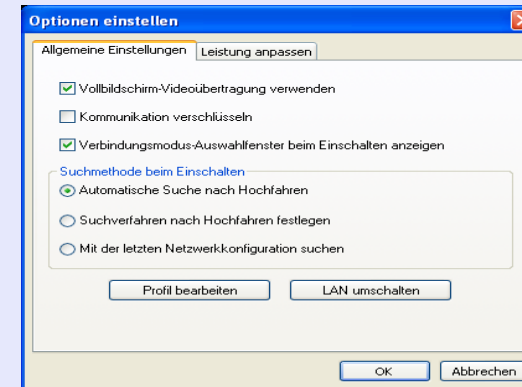 Optionen einstellen
Allgemeine Einstellungen
Leistung anpassen
Vollbildschirm-Videoübertragung verwenden
Kommunikation verschlüsseln
Verbindungsmodus-Auswahlfenster beim Einschalten anzeigen
Suchmethode beim Einschalten
Automatische Suche nach Hochfahren
Suchverfahren nach Hochfahren festlegen
Mit der letzten Netzwerkkonfiguration suchen
Profil bearbeiten
LAN umschalten
OK
Abbrechen